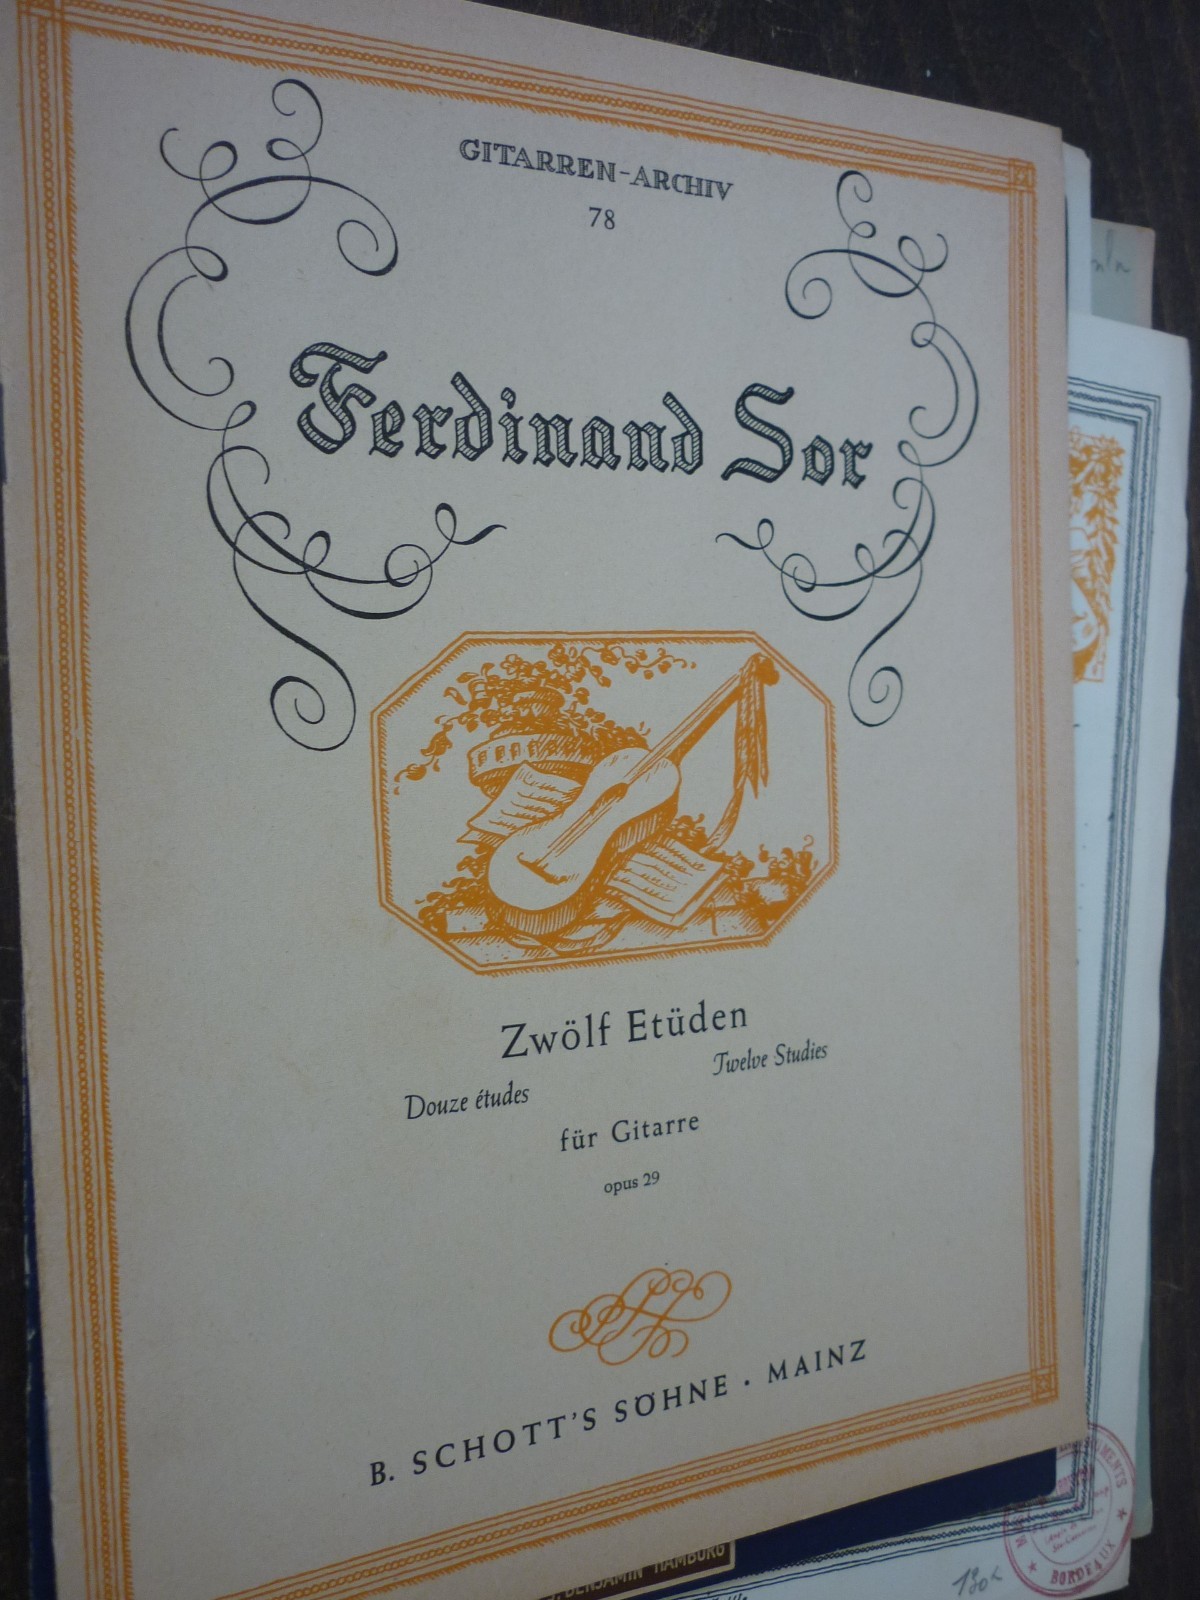 GITARREN-ARCHIV
78
Ferdinand Sor
Zwölf Etüden
Douze études
Twelve Studies
für Gitarre
opus 29
B. SCHOTT'S SÖHNE · MAINZ
BENJAMIN HAMBURG
BORDEAUX